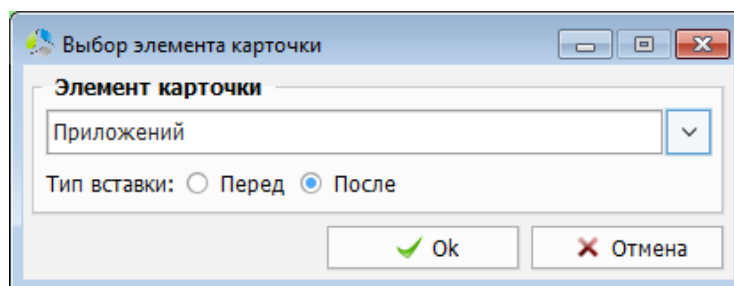 Выбор элемента карточки
Элемент карточки
Приложений
Тип вставки: Перед После
Ok Отмена